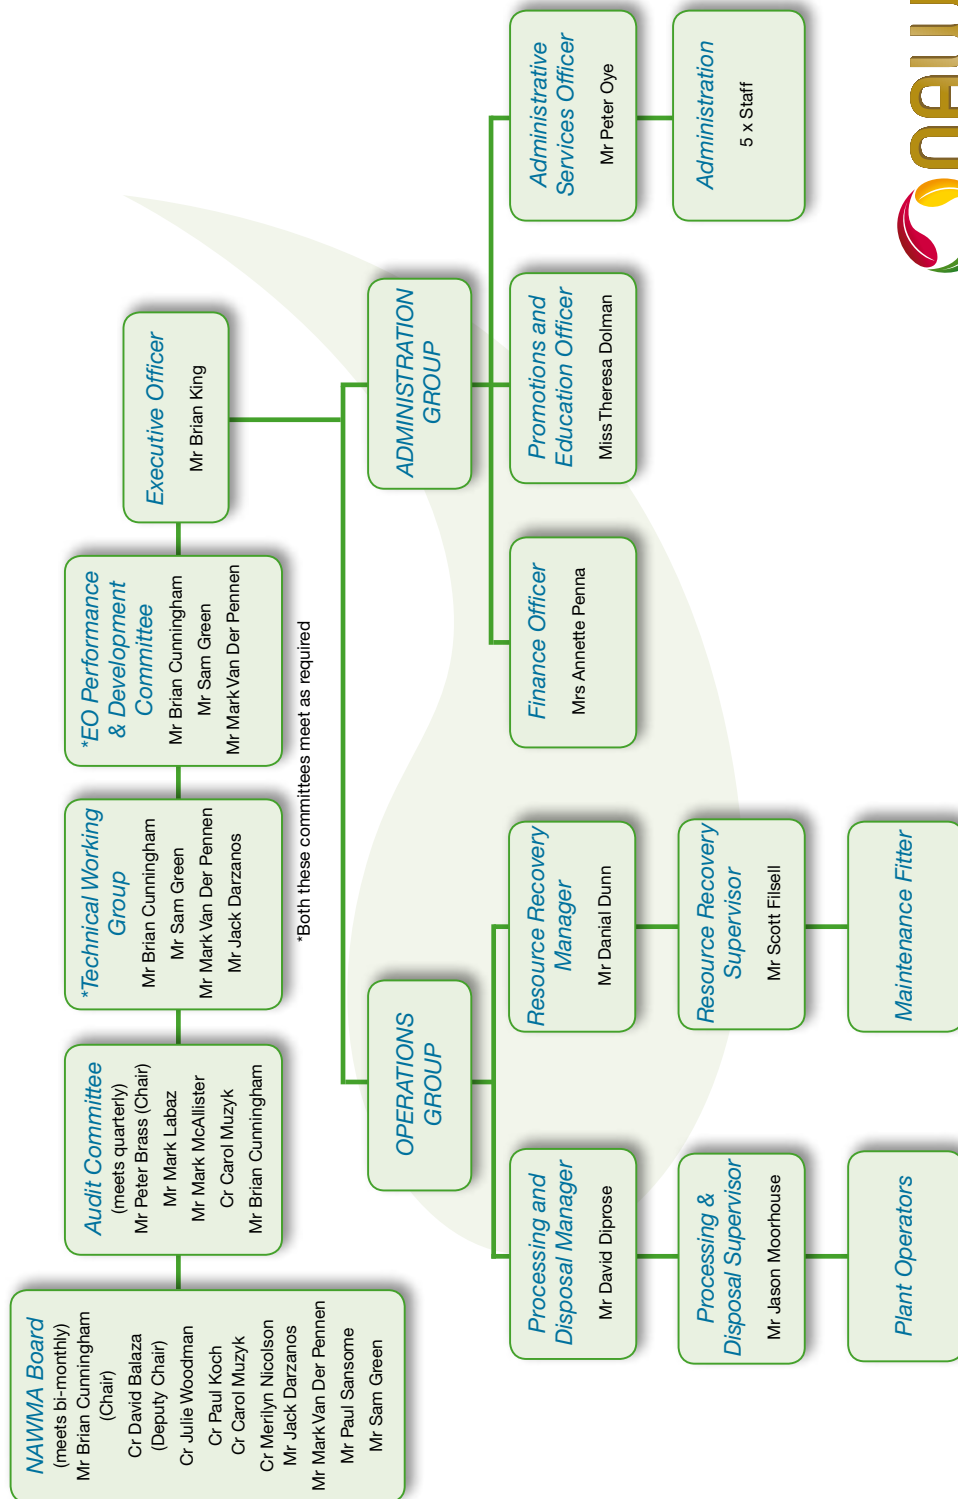 NAWMA Board
(meets bi-monthly)
Mr Brian Cunningham
(Chair)
Cr David Balaza
(Deputy Chair)
Cr Julie Woodman
Cr Paul Koch
Cr Carol Muzyk
Cr Merilyn Nicolson
Mr Jack Darzanos
Mr Mark Van Der Pennen
Mr Paul Sansome
Mr Sam Green
Audit Committee
(meets quarterly)
Mr Peter Brass (Chair)
Mr Mark Labaz
Mr Mark McAllister
Cr Carol Muzyk
Mr Brian Cunningham
*Technical Working
Group
Mr Brian Cunningham
Mr Sam Green
Mr Mark Van Der Pennen
Mr Jack Darzanos
*EO Performance
& Development
Committee
Mr Brian Cunningham
Mr Sam Green
Mr Mark Van Der Pennen
*Both these committees meet as required
Executive Officer
Mr Brian King
OPERATIONS
GROUP
ADMINISTRATION
GROUP
Processing and
Disposal Manager
Mr David Diprose
Resource Recovery
Manager
Mr Danial Dunn
Finance Officer
Mrs Annette Penna
Promotions and
Education Officer
Miss Theresa Dolman
Administrative
Services Officer
Mr Peter Oye
Processing &
Disposal Supervisor
Mr Jason Moorhouse
Resource Recovery
Supervisor
Mr Scott Filsell
Administration
5 x Staff
Plant Operators
Maintenance Fitter